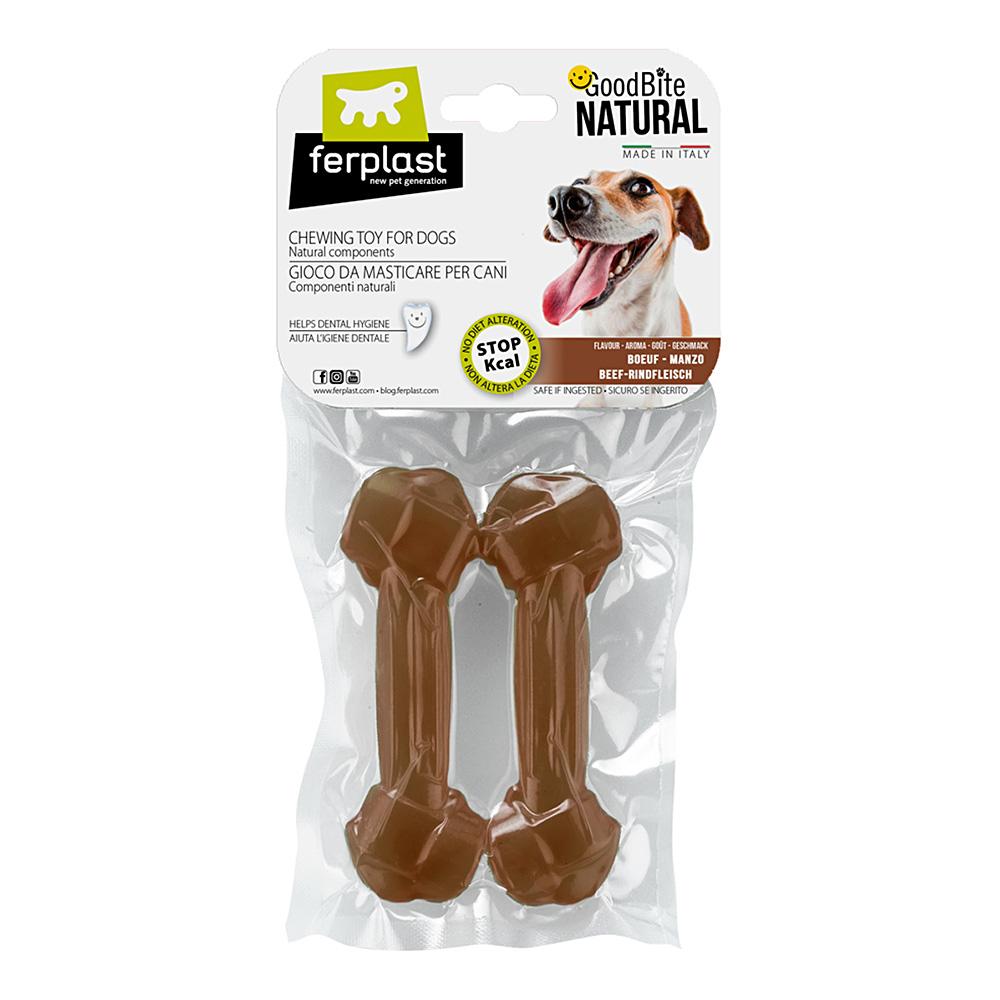 ferplast
new pet generation
GoodBite
NATURAL
MADE IN ITALY
CHEWING TOY FOR DOGS
Natural components
GIOCO DA MASTICARE PER CANI
Componenti naturali
HELPS DENTAL HYGIENE
AIUTA L'IGIENE DENTALE
NO DIET ALTERATION
STOP
Kcal
NON ALTERA LA DIETA
FLAVOUR - AROMA - GOÛT - GESCHMACK
BOEUF - MANZO
BEEF-RINDFLEISCH
SAFE IF INGESTED • SICURO SE INGERITO
www.ferplast.com • blog.ferplast.com